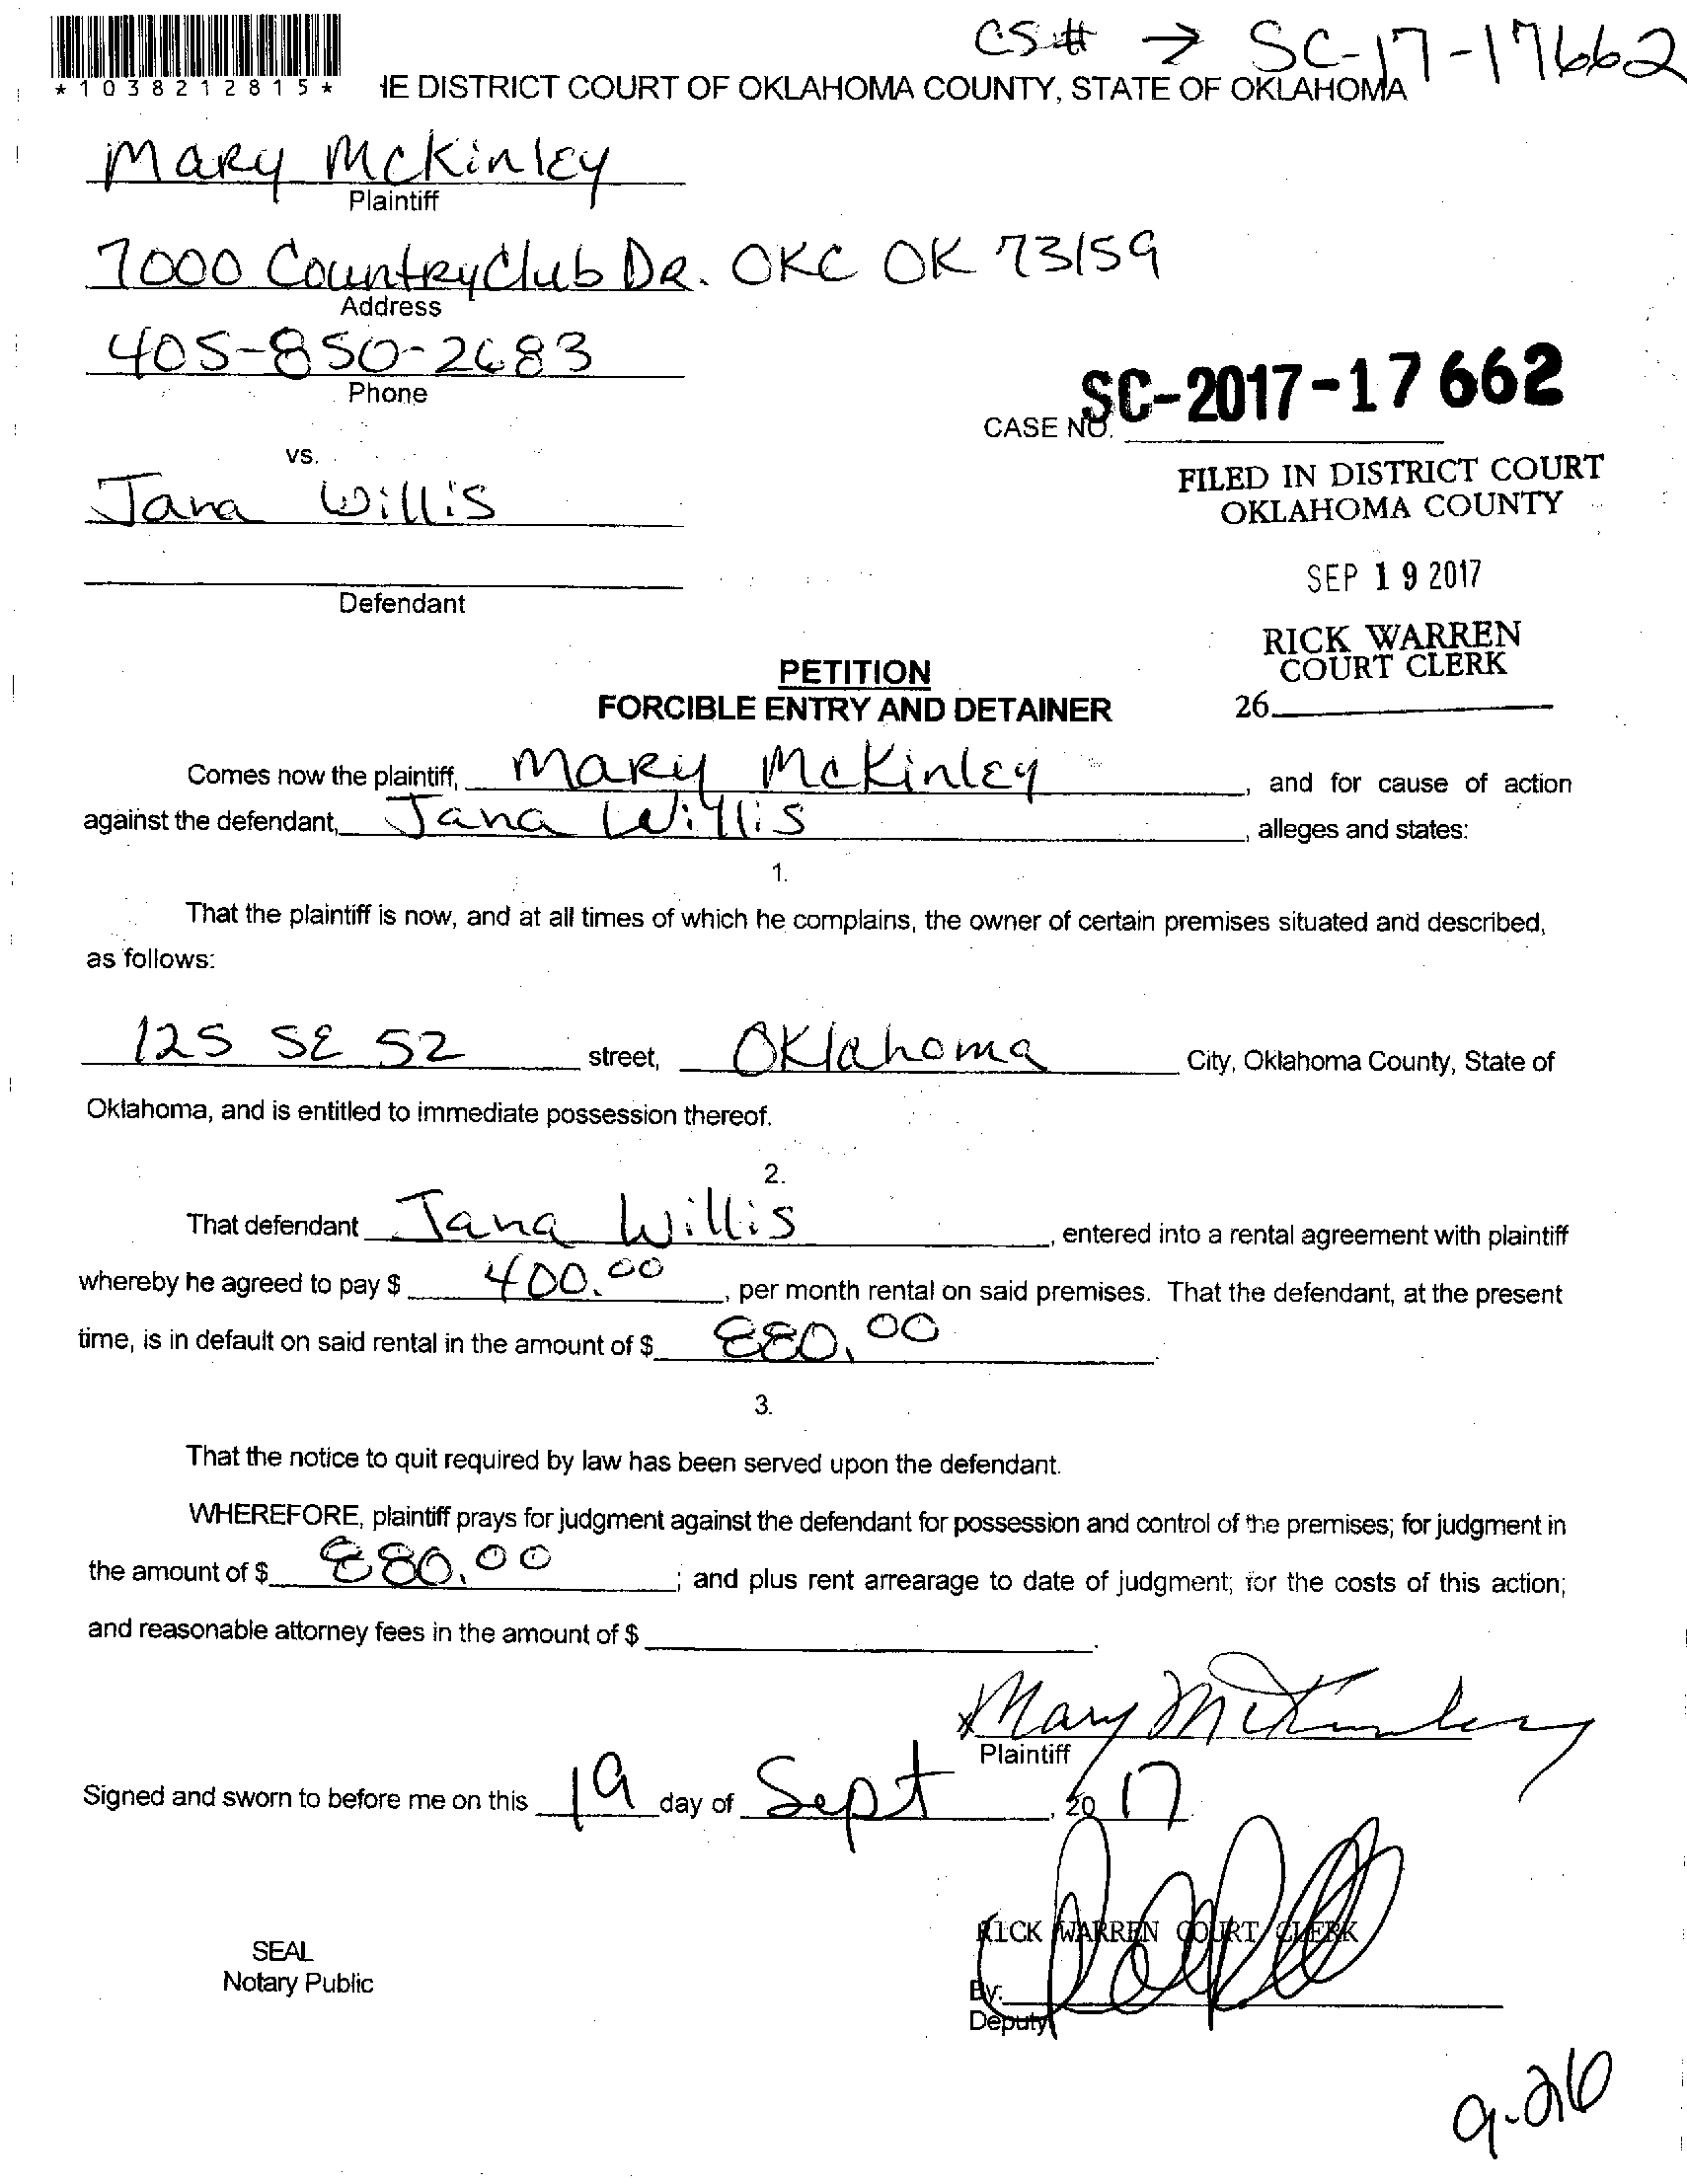 CS# → SC-17-17662
*1038212815*
IE DISTRICT COURT OF OKLAHOMA COUNTY, STATE OF OKLAHOMA
Mary McKinley
Plaintiff
7000 Country Club DR. OKC OK 73159
Address
405-850-2683
Phone
CASE NO. SC-2017-17662
vs.
FILED IN DISTRICT COURT
OKLAHOMA COUNTY
Jana Willis
SEP 19 2017
Defendant
RICK WARREN
COURT CLERK
26
PETITION
FORCIBLE ENTRY AND DETAINER
Comes now the plaintiff, Mary McKinley, and for cause of action
against the defendant, Jana Willis, alleges and states:
1.
That the plaintiff is now, and at all times of which he complains, the owner of certain premises situated and described,
as follows:
125 SE 52 street, Oklahoma City, Oklahoma County, State of
Oklahoma, and is entitled to immediate possession thereof.
2.
That defendant Jana Willis, entered into a rental agreement with plaintiff
whereby he agreed to pay $ 400.00, per month rental on said premises. That the defendant, at the present
time, is in default on said rental in the amount of $ 880.00.
3.
That the notice to quit required by law has been served upon the defendant.
WHEREFORE, plaintiff prays for judgment against the defendant for possession and control of the premises; for judgment in
the amount of $ 880.00; and plus rent arrearage to date of judgment; for the costs of this action;
and reasonable attorney fees in the amount of $ .
x Mary McKinley
Plaintiff
Signed and sworn to before me on this 19 day of Sept, 2017
RICK WARREN COURT CLERK
SEAL
Notary Public
By:
Deputy
9-26